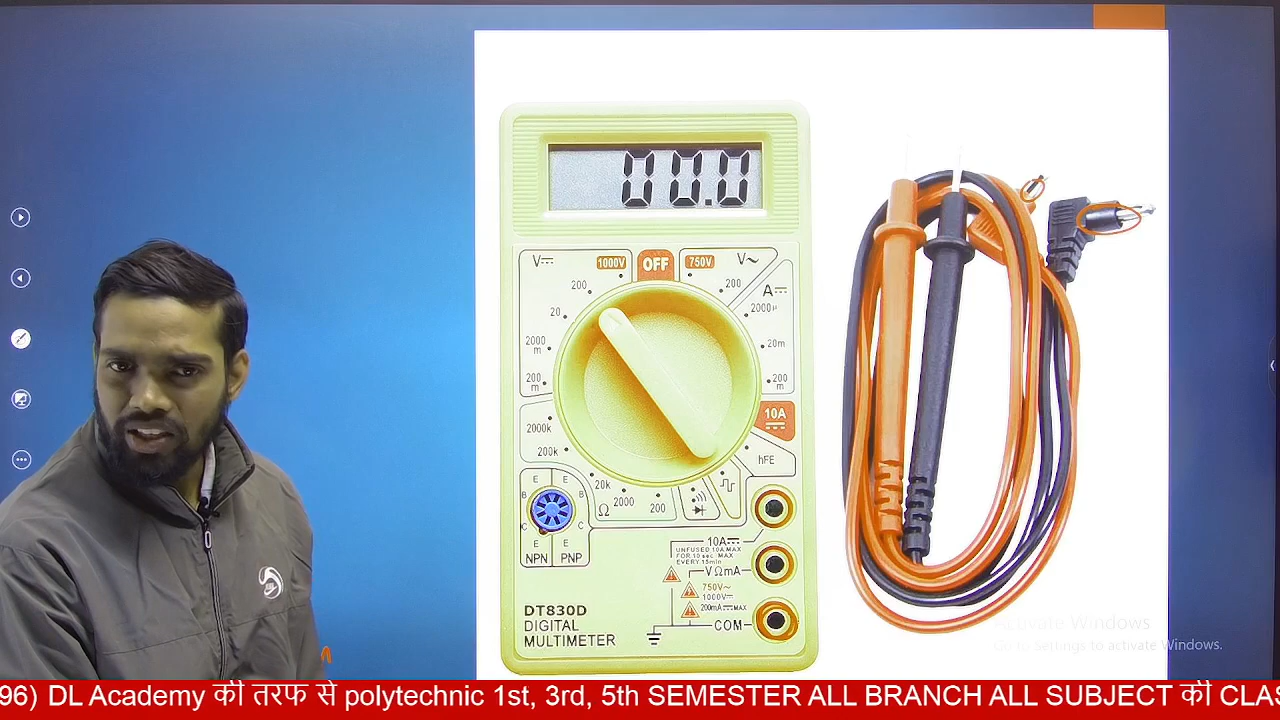 00.0
V⎓ 1000V OFF 750V V~
200 200 A⎓
20 2000µ
2000
m 20m
200
m 200
m
2000k 10A
⎓
200k hFE
20k
Ω 2000 200
E E
B B
C C
E E
NPN PNP
10A⎓
UNFUSED 10A MAX
FOR 10 sec MAX
EVERY 15min
VΩmA
750V~
1000V⎓
200mA⎓MAX
COM
DT830D
DIGITAL
MULTIMETER
Activate Windows
Go to Settings to activate Windows.
96) DL Academy की तरफ से polytechnic 1st, 3rd, 5th SEMESTER ALL BRANCH ALL SUBJECT की CLAS